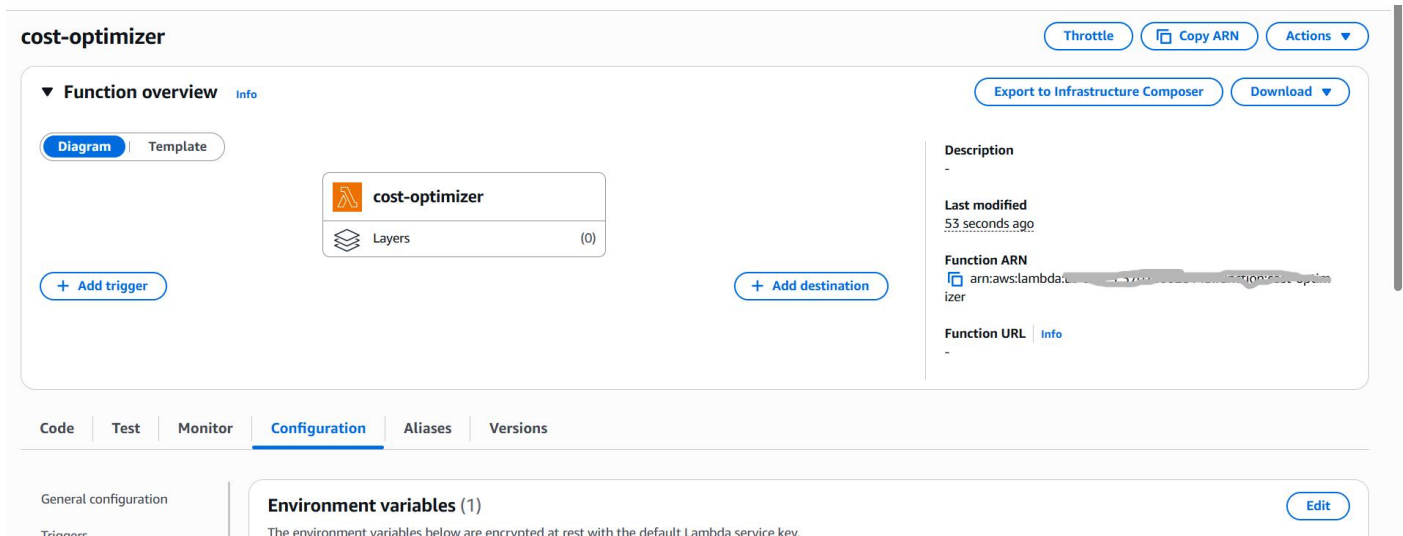 cost-optimizer
Throttle
Copy ARN
Actions
Function overview Info
Export to Infrastructure Composer
Download
Diagram
Template
cost-optimizer
Layers (0)
+ Add trigger
+ Add destination
Description
-
Last modified
53 seconds ago
Function ARN
arn:aws:lambda:
izer
Function URL Info
-
Code
Test
Monitor
Configuration
Aliases
Versions
General configuration
Triggers
Environment variables (1)
Edit
The environment variables below are encrypted at rest with the default Lambda service key.